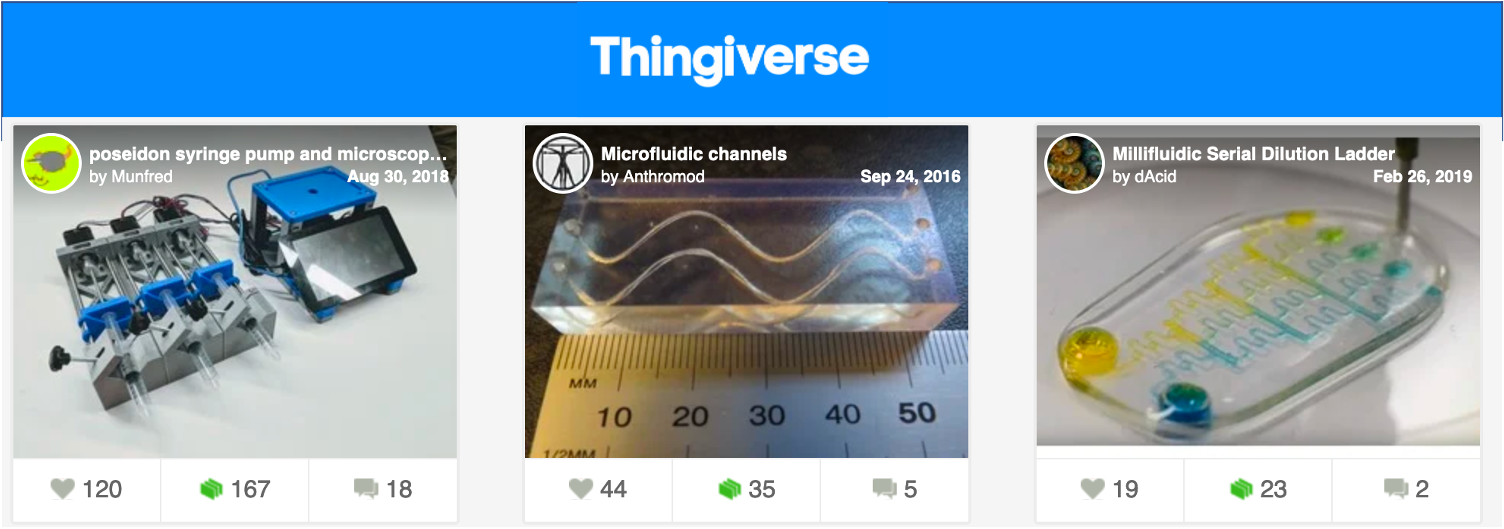 Thingiverse
poseidon syringe pump and microscop...
by Munfred
Aug 30, 2018
120
167
18
Microfluidic channels
by Anthromod
Sep 24, 2016
MM
10 20 30 40 50
1/2MM
44
35
5
Millifluidic Serial Dilution Ladder
by dAcid
Feb 26, 2019
19
23
2